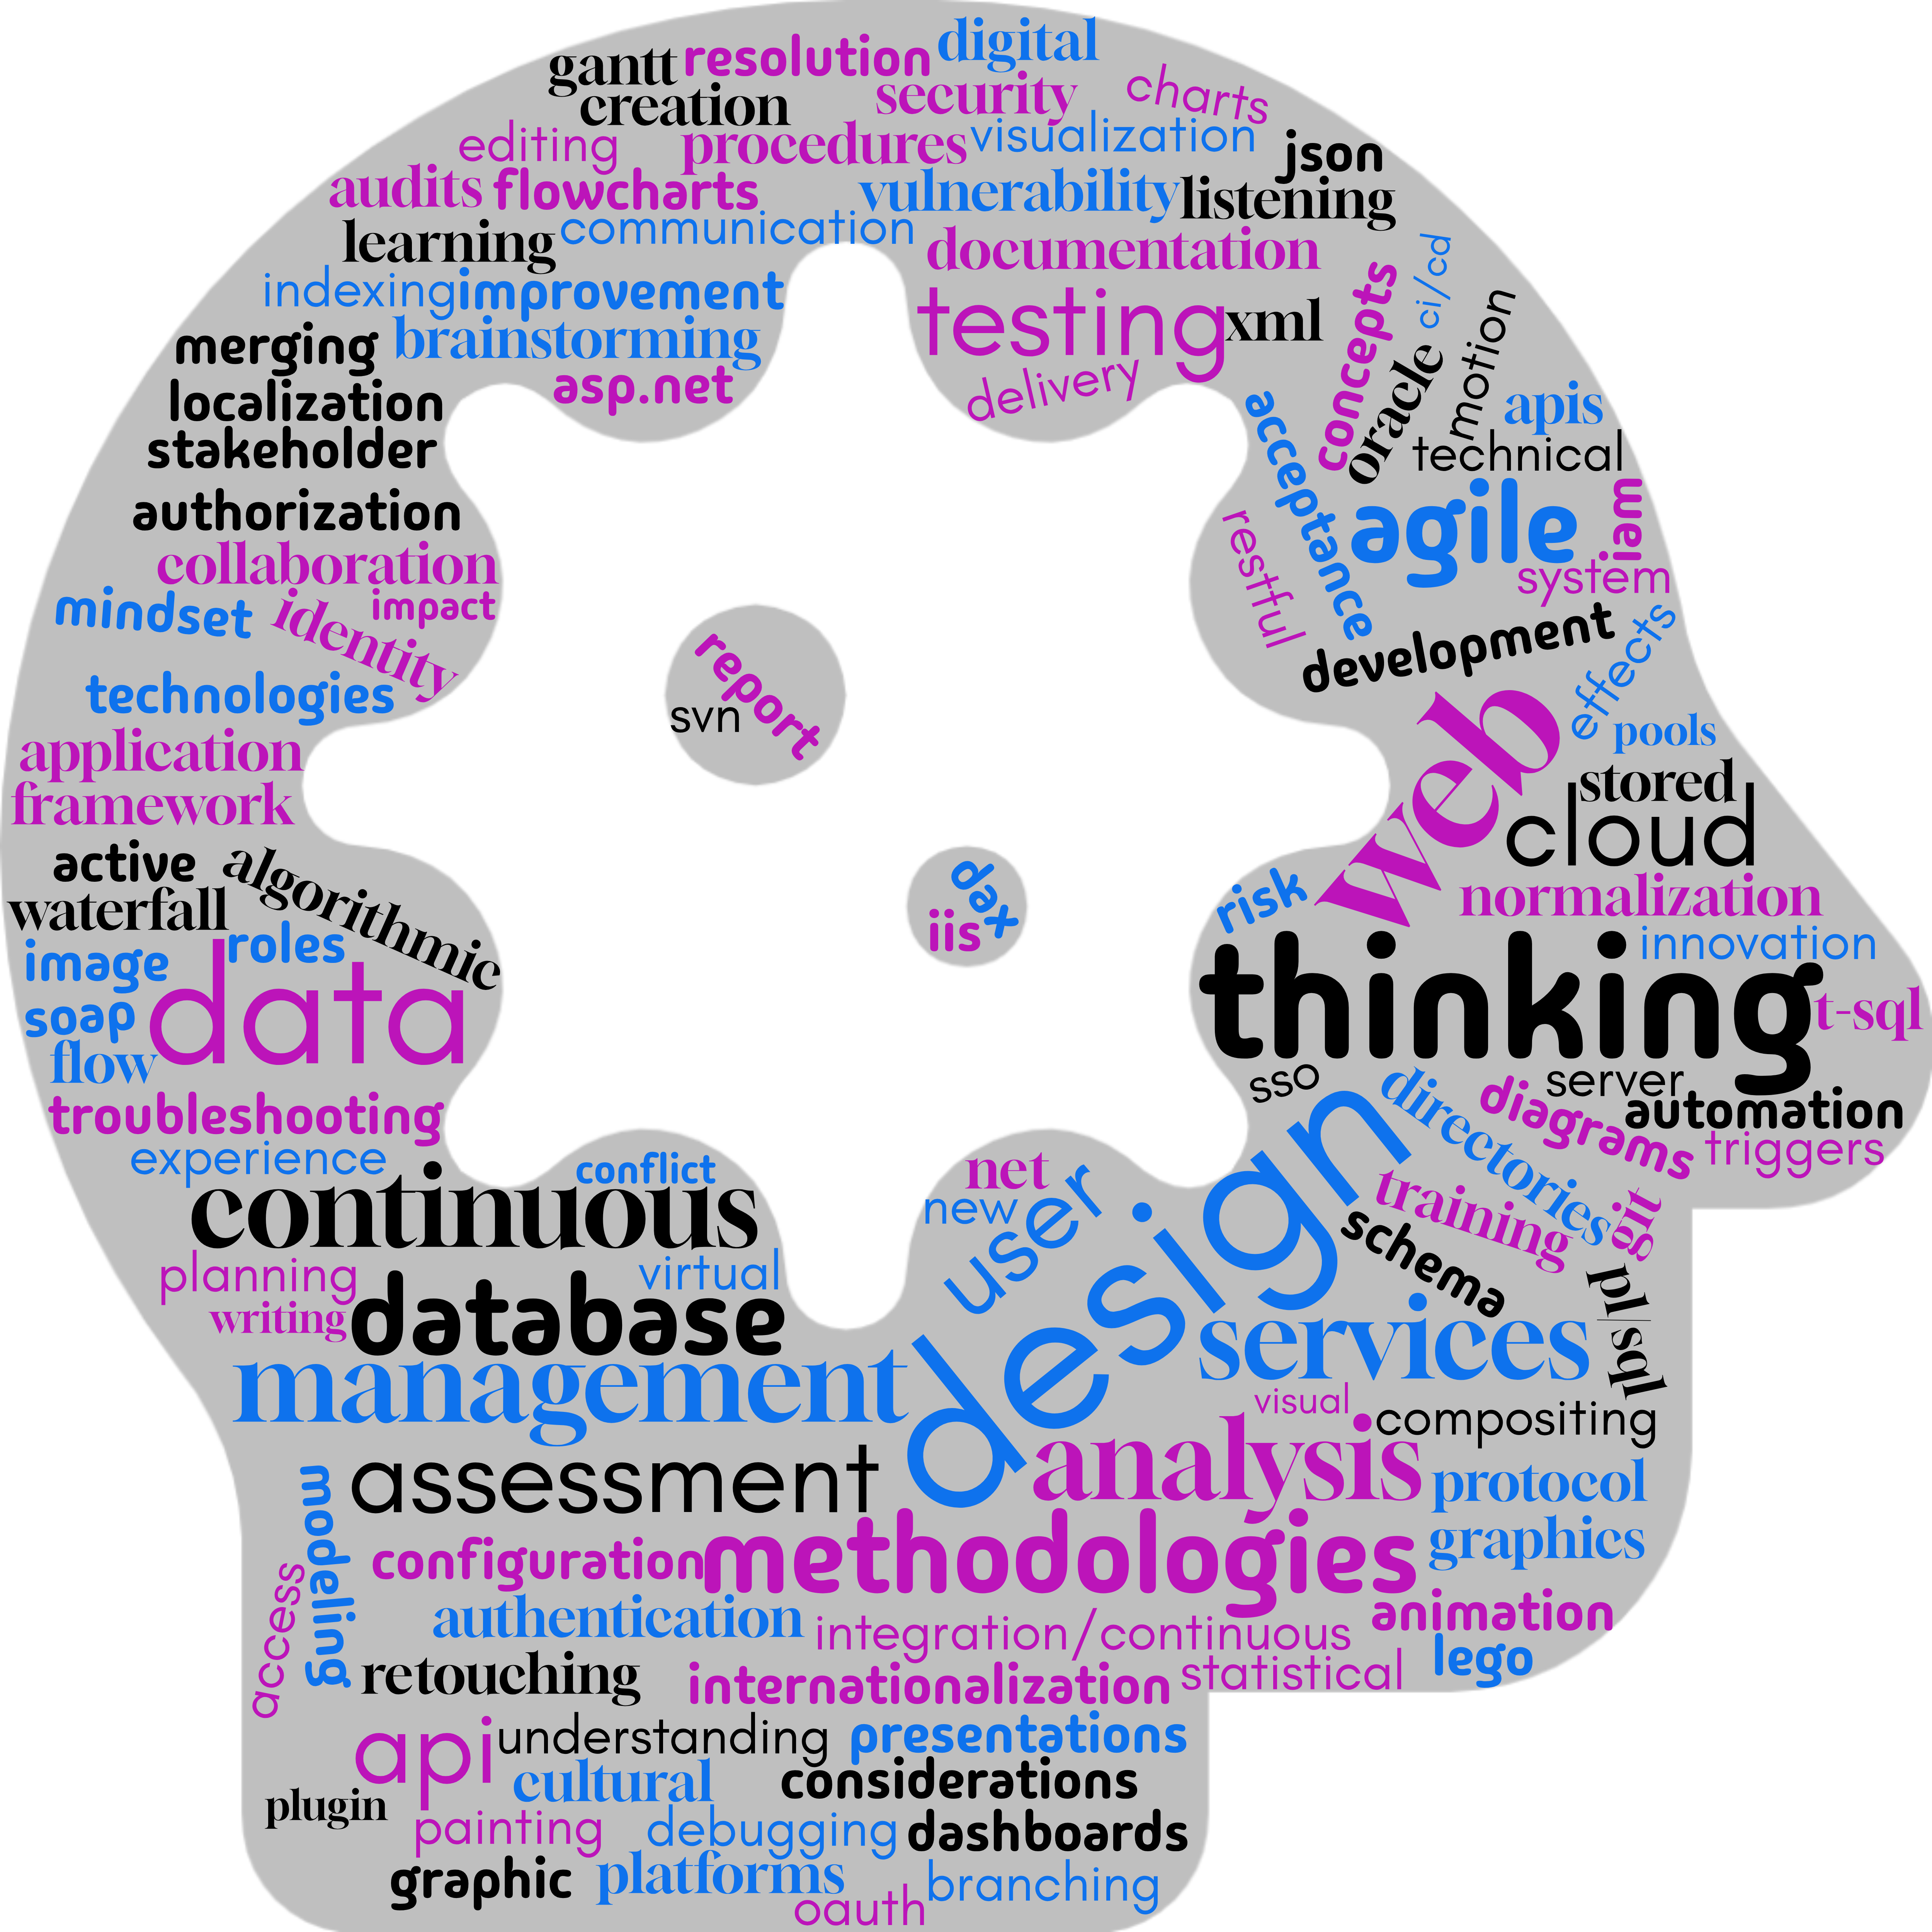 gantt
resolution
digital
creation
security
charts
editing
procedures
visualization
json
audits
flowcharts
vulnerability
listening
learning
communication
documentation
ci/cd
indexing
improvement
testing
xml
concepts
motion
merging
brainstorming
oracle
asp.net
delivery
apis
localization
acceptance
technical
stakeholder
agile
iam
authorization
restful
system
collaboration
mindset
identity
impact
development
effects
report
svn
technologies
web
pools
application
stored
framework
cloud
active
algorithmic
dax
iis
risk
normalization
waterfall
roles
image
data
thinking
innovation
soap
t-sql
flow
sso
directories
server
troubleshooting
diagrams
automation
experience
triggers
conflict
net
continuous
new
user
design
training
git
schema
planning
virtual
pl/sql
writing
database
services
management
visual
compositing
assessment
analysis
protocol
modeling
configuration
methodologies
graphics
access
authentication
integration/continuous
animation
retouching
internationalization
statistical
lego
api
understanding
presentations
cultural
considerations
plugin
painting
debugging
dashboards
graphic
platforms
branching
oauth